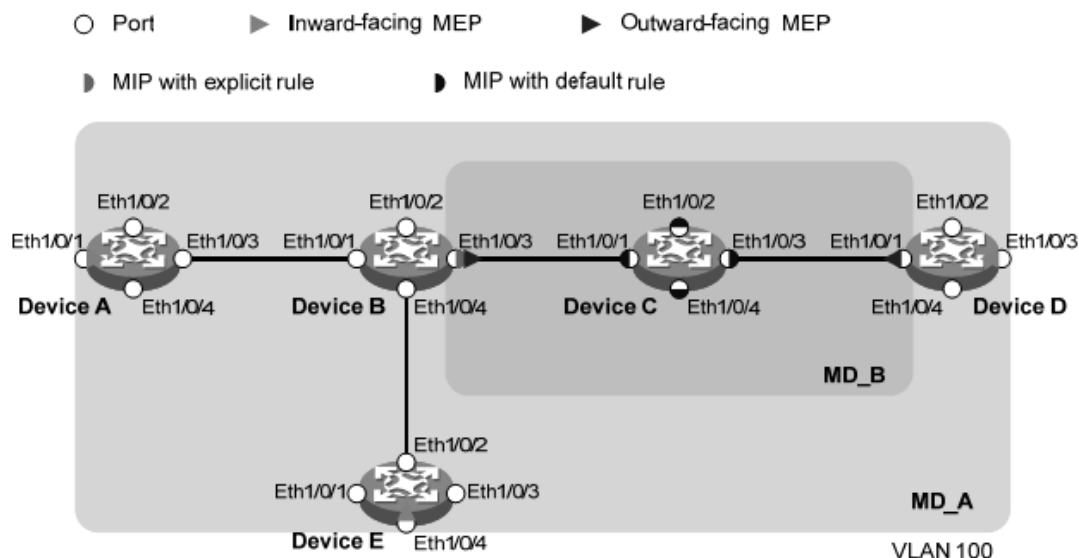 Port
Inward-facing MEP
Outward-facing MEP
MIP with explicit rule
MIP with default rule
Eth1/0/2
Eth1/0/1
Eth1/0/3
Device A
Eth1/0/4
Eth1/0/2
Eth1/0/1
Eth1/0/3
Device B
Eth1/0/4
Eth1/0/2
Eth1/0/1
Eth1/0/3
Device C
Eth1/0/4
Eth1/0/2
Eth1/0/1
Eth1/0/3
Eth1/0/4
Device D
MD_B
Eth1/0/2
Eth1/0/1
Eth1/0/3
Device E
Eth1/0/4
MD_A
VLAN 100